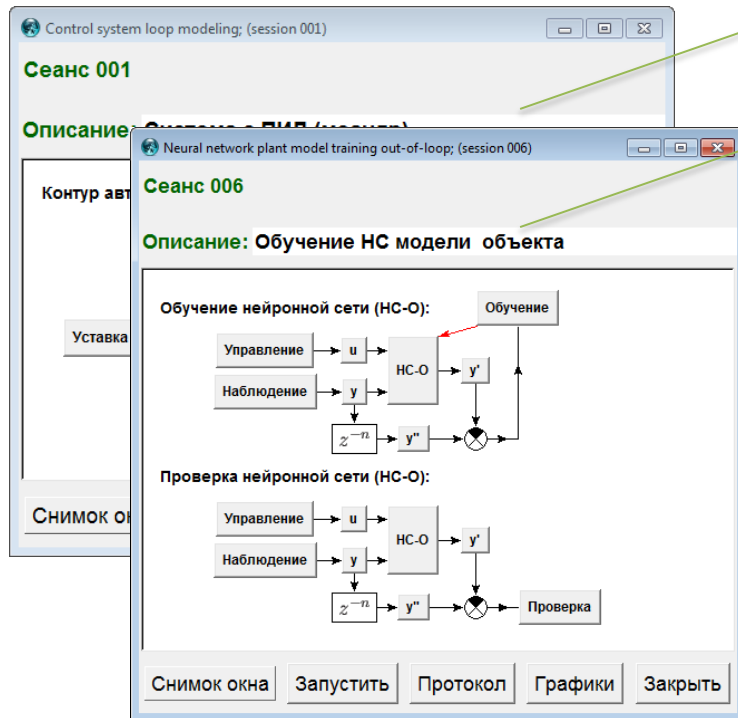 Control system loop modeling; (session 001)
Сеанс 001
Описание:
Контур авт
Уставка
Снимок
Neural network plant model training out-of-loop; (session 006)
Сеанс 006
Описание: Обучение НС модели объекта
Обучение нейронной сети (НС-О):
Обучение
Управление
u
НС-О
y'
Наблюдение
y
z⁻ⁿ
y"
Проверка нейронной сети (НС-О):
Управление
u
НС-О
y'
Наблюдение
y
z⁻ⁿ
y"
Проверка
Снимок окна Запустить Протокол Графики Закрыть